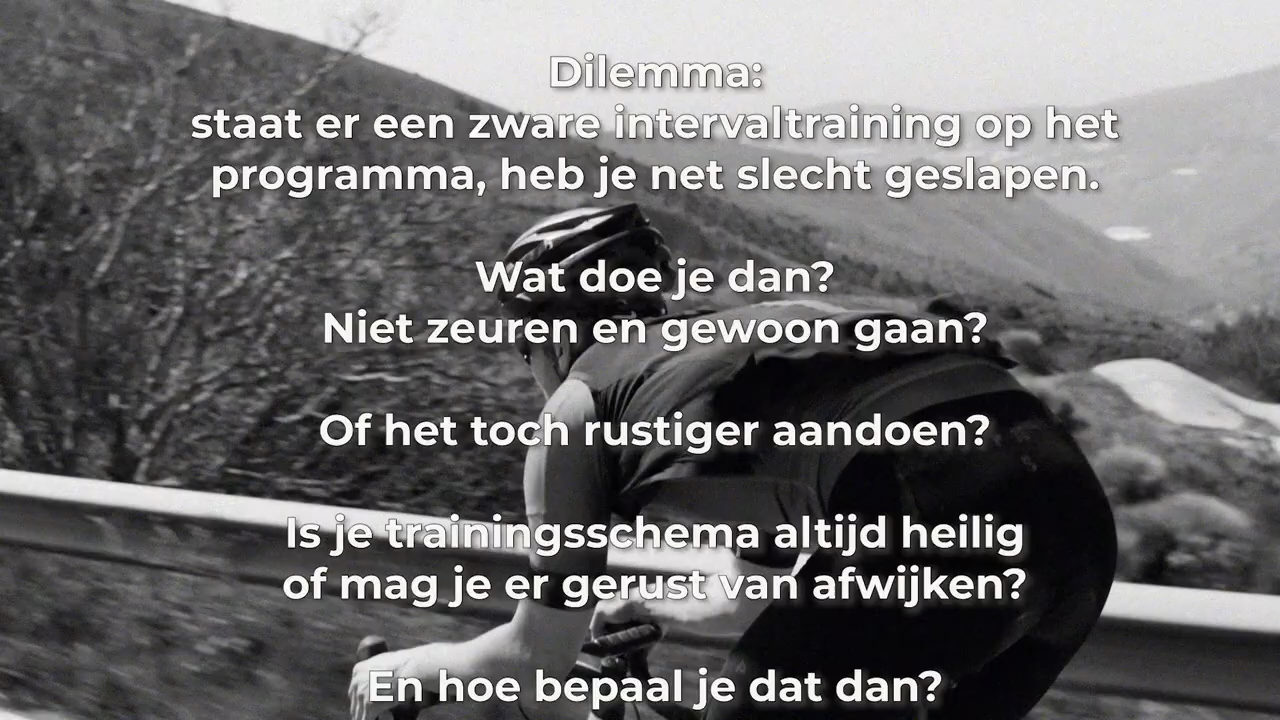 Dilemma:
staat er een zware intervaltraining op het
programma, heb je net slecht geslapen.
Wat doe je dan?
Niet zeuren en gewoon gaan?
Of het toch rustiger aandoen?
Is je trainingsschema altijd heilig
of mag je er gerust van afwijken?
En hoe bepaal je dat dan?